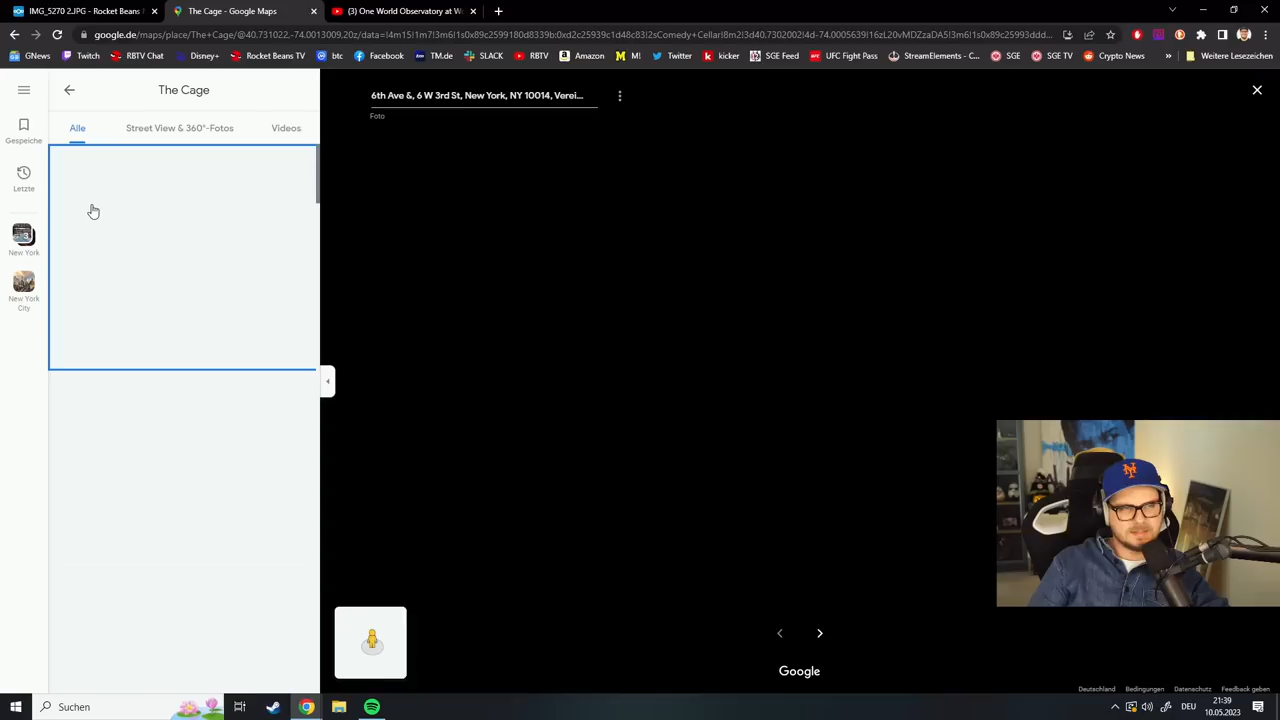 IMG_5270 2.JPG - Rocket Beans
The Cage - Google Maps
(3) One World Observatory at W
google.de/maps/place/The+Cage/@40.731022,-74.0013009,20z/data=!4m15!1m7!3m6!1s0x89c2599180d8339b:0xd2c25939c1d48c83!2sComedy+Cellar!8m2!3d40.7302002!4d-74.0005639!16zL20vMDZzaDA5!3m6!1s0x89c25993ddd...
GNews
Twitch
RBTV Chat
Disney+
Rocket Beans TV
btc
Facebook
TM.de
SLACK
RBTV
Amazon
M!
Twitter
kicker
SGE Feed
UFC Fight Pass
StreamElements - C...
SGE
SGE TV
Crypto News
»
Weitere Lesezeichen
The Cage
Gespeiche
Alle
Street View & 360°-Fotos
Videos
Letzte
3
New York
New York
City
6th Ave &, 6 W 3rd St, New York, NY 10014, Verei...
Foto
Google
Deutschland
Bedingungen
Datenschutz
Feedback geben
Suchen
DEU
21:39
10.05.2023